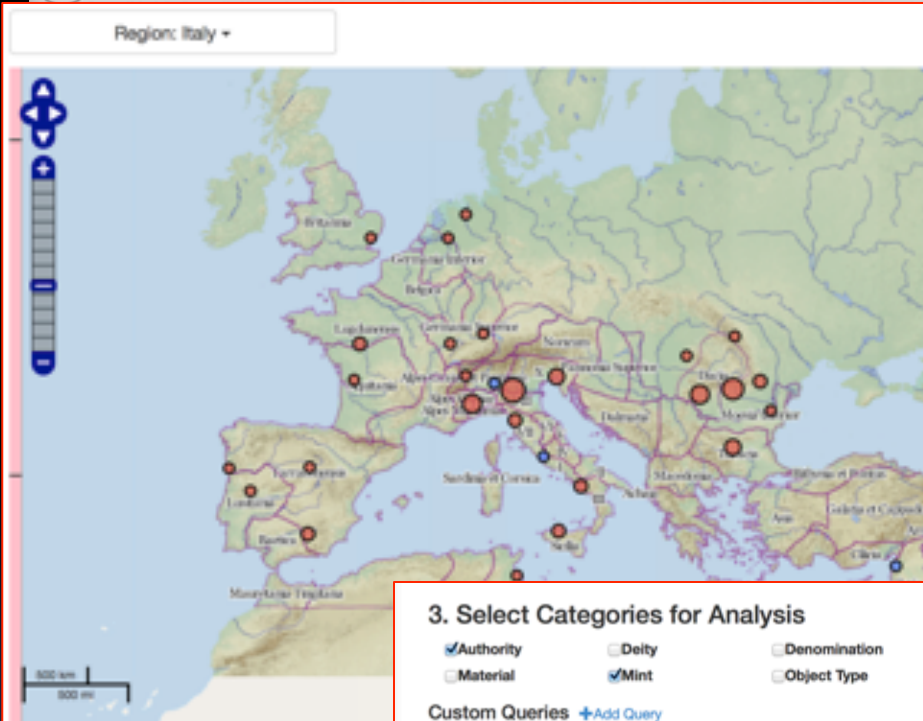 Region: Italy
Britannia
Germania Inferior
Belgica
Lugdunensis
Germania Superior
Noricum
Aquitania
Pannonia Superior
Dacia
Moesia Inferior
Dalmatia
Tarraconensis
Lusitania
Baetica
Sardinia et Corsica
Macedonia
Achaia
Asia
Sicilia
Cilicia
Mauretania Tingitana
500 km
500 mi
3. Select Categories for Analysis
Authority
Deity
Denomination
Material
Mint
Object Type
Custom Queries +Add Query